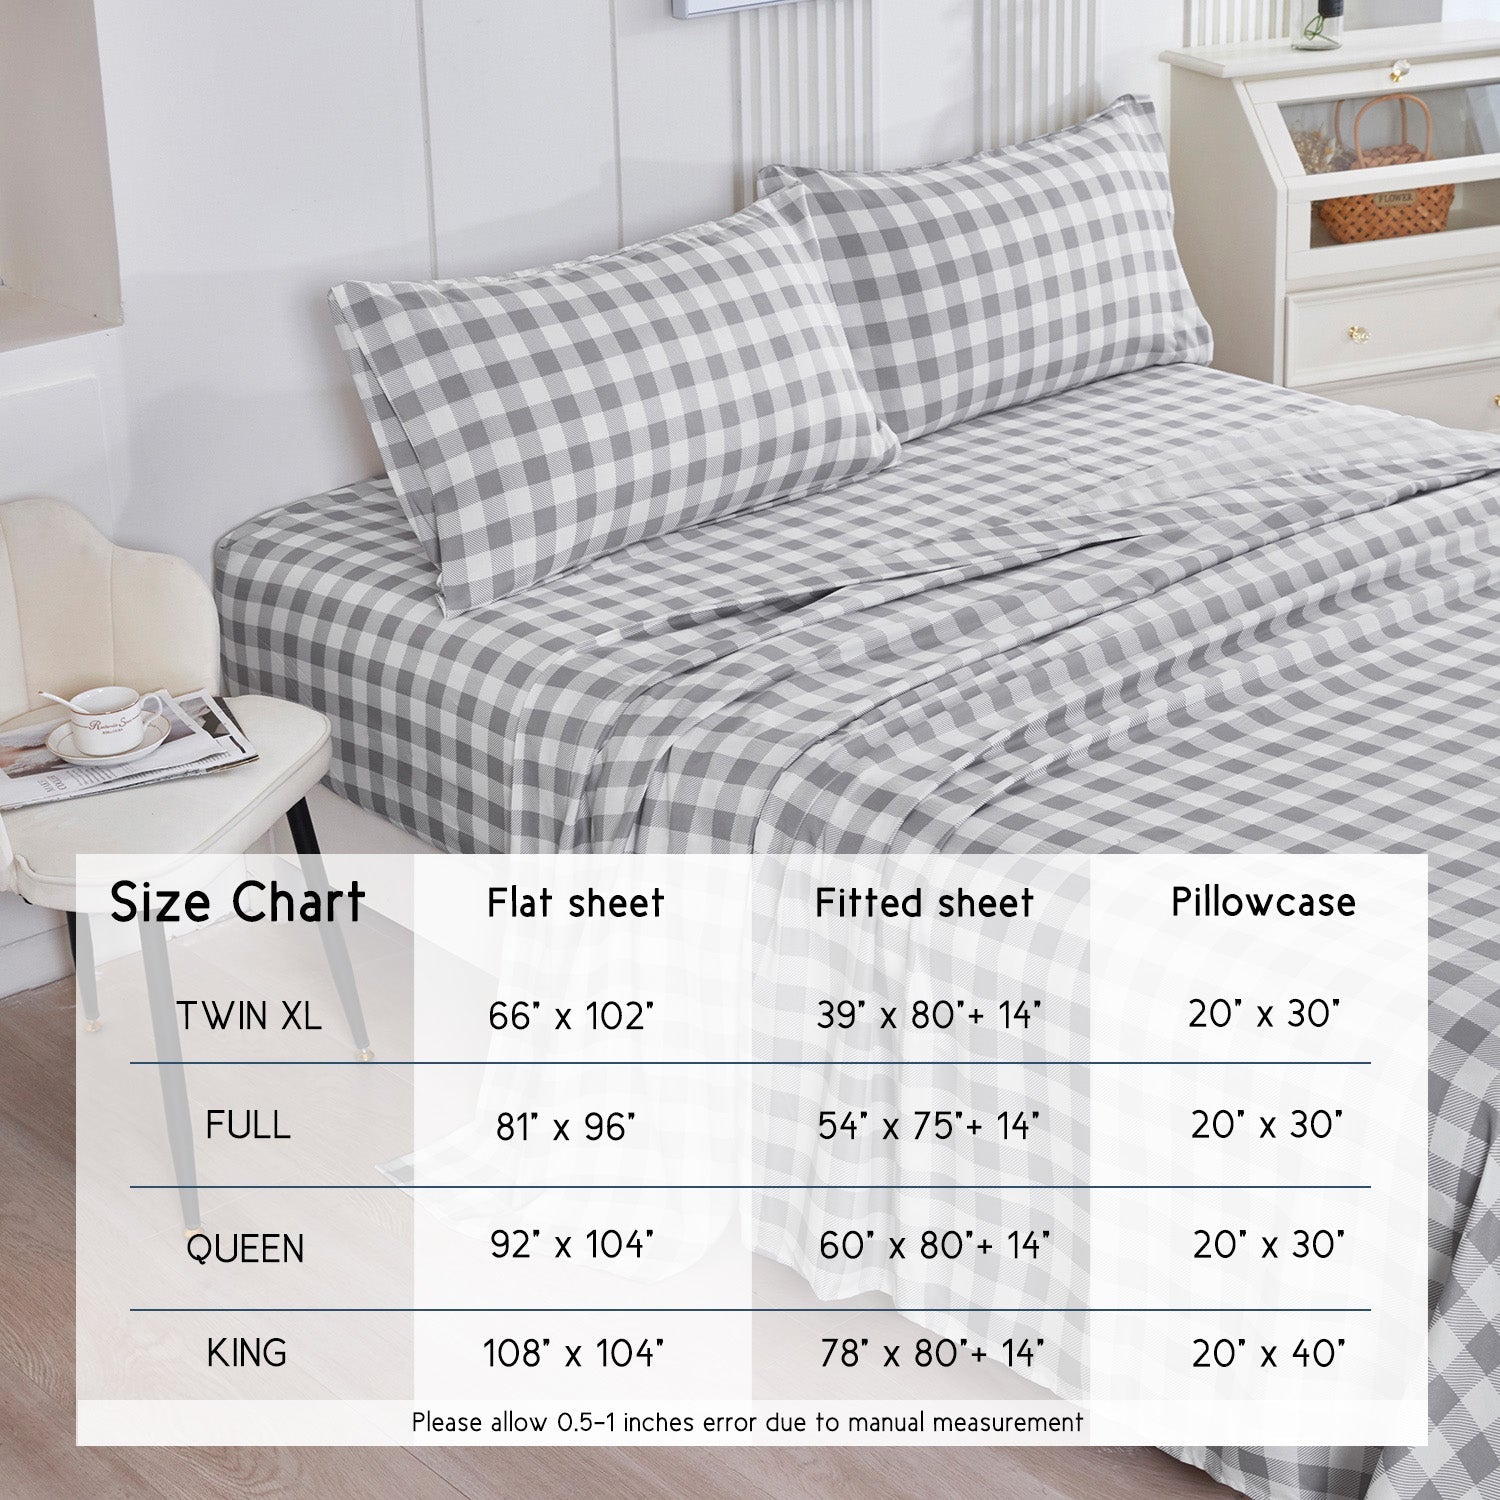 FLOWER
Size Chart Flat sheet Fitted sheet Pillowcase
TWIN XL 66" x 102" 39" x 80"+ 14" 20" x 30"
FULL 81" x 96" 54" x 75"+ 14" 20" x 30"
QUEEN 92" x 104" 60" x 80"+ 14" 20" x 30"
KING 108" x 104" 78" x 80"+ 14" 20" x 40"
Please allow 0.5-1 inches error due to manual measurement